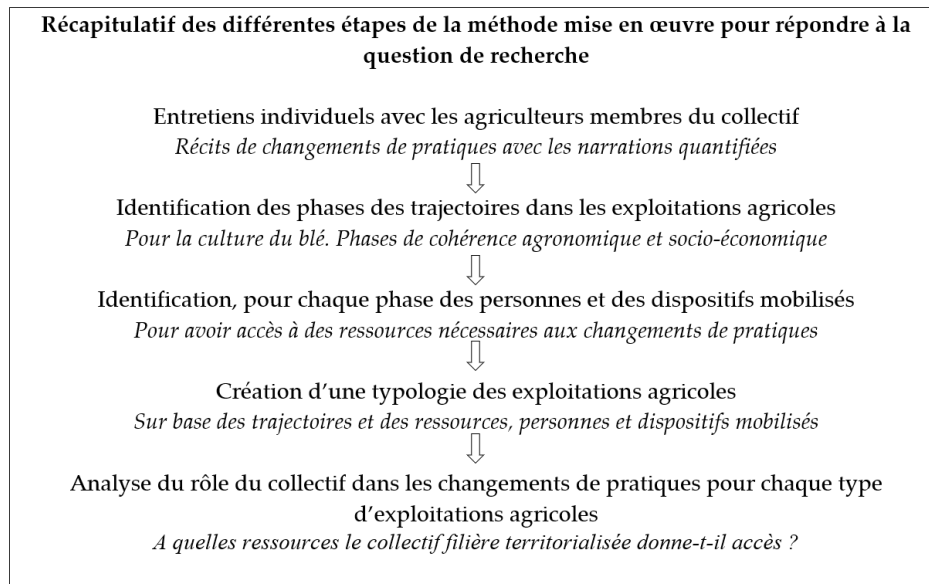 Récapitulatif des différentes étapes de la méthode mise en œuvre pour répondre à la
question de recherche
Entretiens individuels avec les agriculteurs membres du collectif
Récits de changements de pratiques avec les narrations quantifiées
Identification des phases des trajectoires dans les exploitations agricoles
Pour la culture du blé. Phases de cohérence agronomique et socio-économique
Identification, pour chaque phase des personnes et des dispositifs mobilisés
Pour avoir accès à des ressources nécessaires aux changements de pratiques
Création d’une typologie des exploitations agricoles
Sur base des trajectoires et des ressources, personnes et dispositifs mobilisés
Analyse du rôle du collectif dans les changements de pratiques pour chaque type
d’exploitations agricoles
A quelles ressources le collectif filière territorialisée donne-t-il accès ?